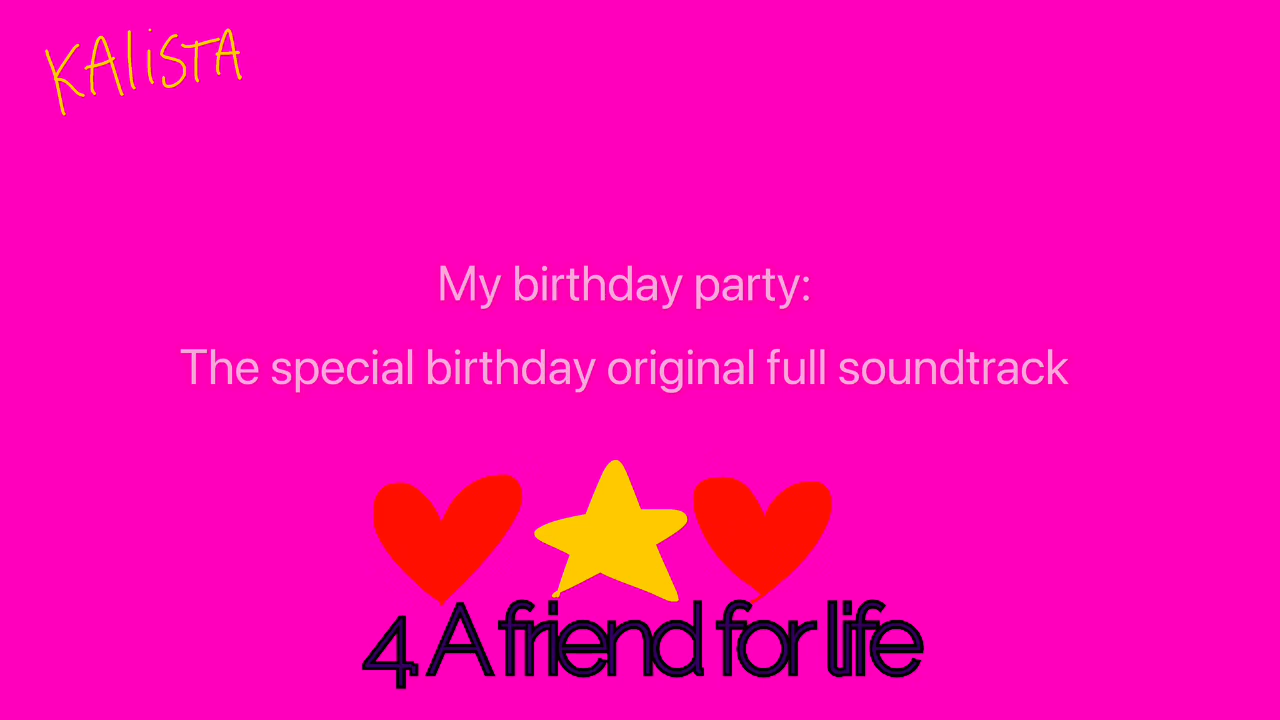 KALiSTA
My birthday party:
The special birthday original full soundtrack
4 A friend for life